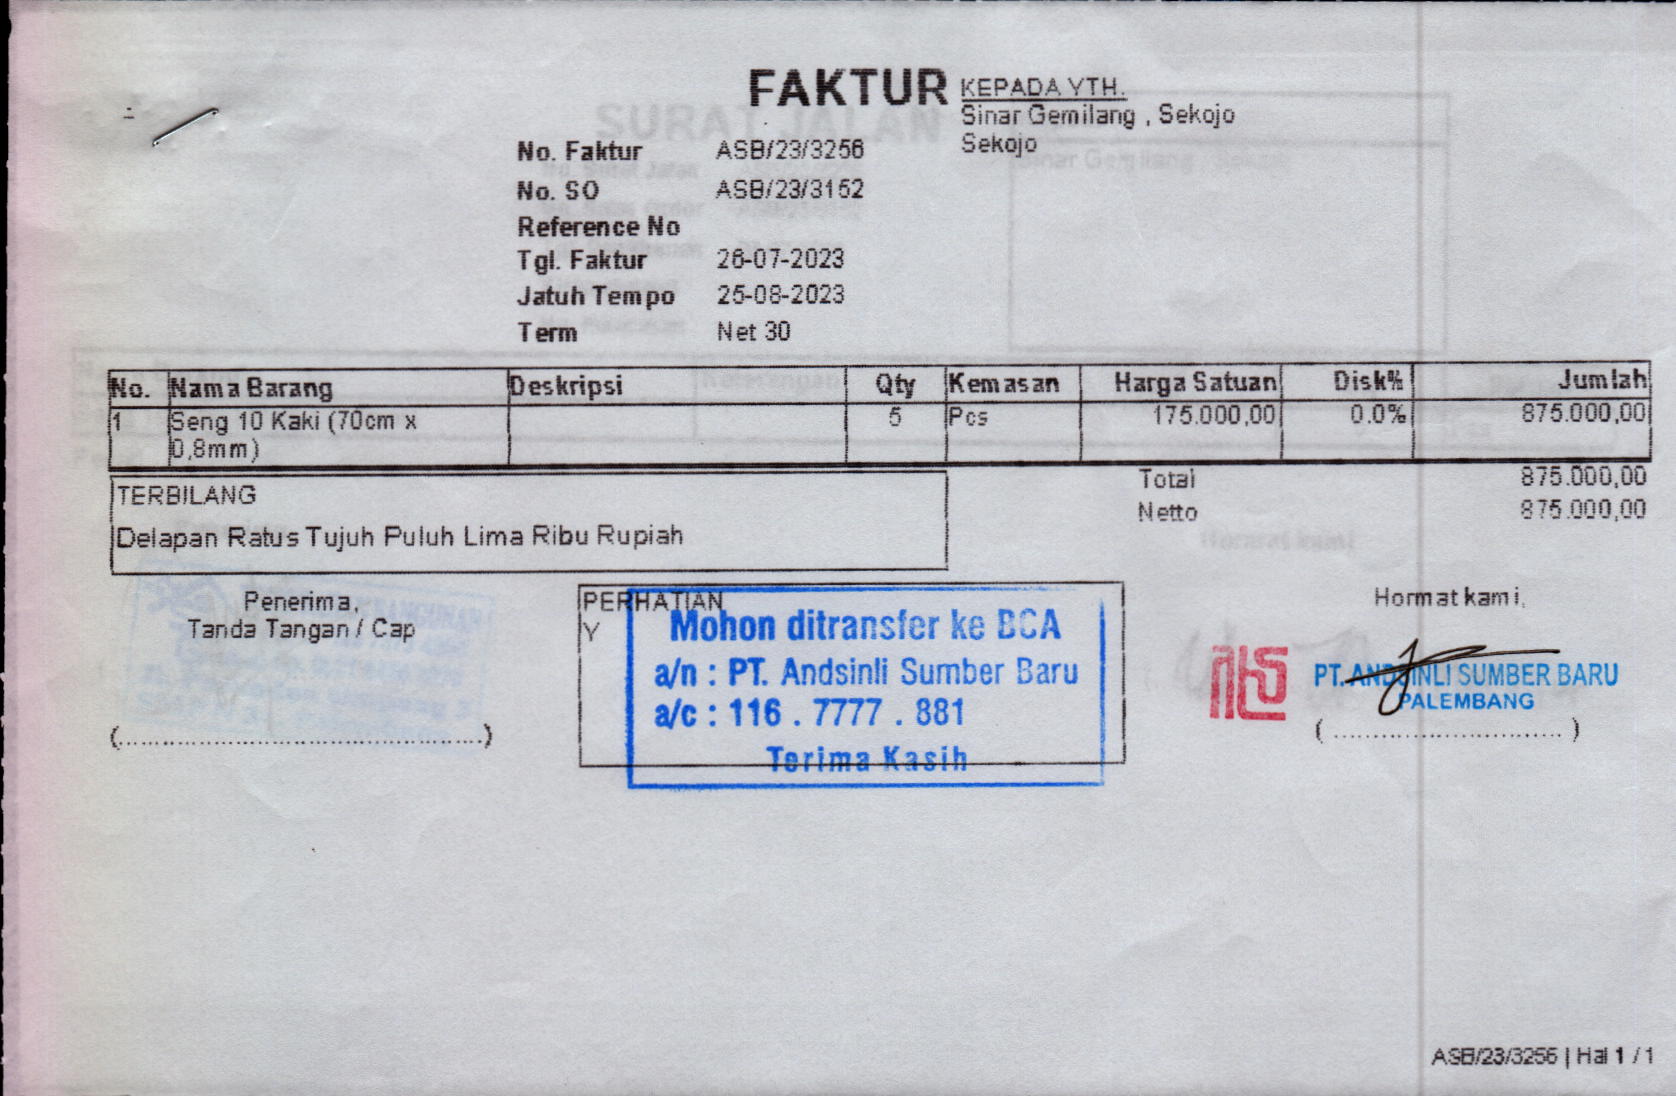 FAKTUR
KEPADA YTH.
Sinar Gemilang , Sekojo
Sekojo
No. Faktur ASB/23/3256
No. SO ASB/23/3152
Reference No
Tgl. Faktur 26-07-2023
Jatuh Tempo 25-08-2023
Term Net 30
No. Nama Barang Deskripsi Qty Kemasan Harga Satuan Disk% Jumlah
1 Seng 10 Kaki (70cm x 5 Pcs 175.000,00 0.0% 875.000,00
0,8mm)
Total 875.000,00
Netto 875.000,00
TERBILANG
Delapan Ratus Tujuh Puluh Lima Ribu Rupiah
Penerima,
Tanda Tangan / Cap
(..................................................)
PERHATIAN
Y
Mohon ditransfer ke BCA
a/n : PT. Andsinli Sumber Baru
a/c : 116 . 7777 . 881
Terima Kasih
Hormat kami,
PT. ANDSINLI SUMBER BARU
PALEMBANG
( ................................ )
ASB/23/3256 | Hal 1 / 1
SURAT JALAN